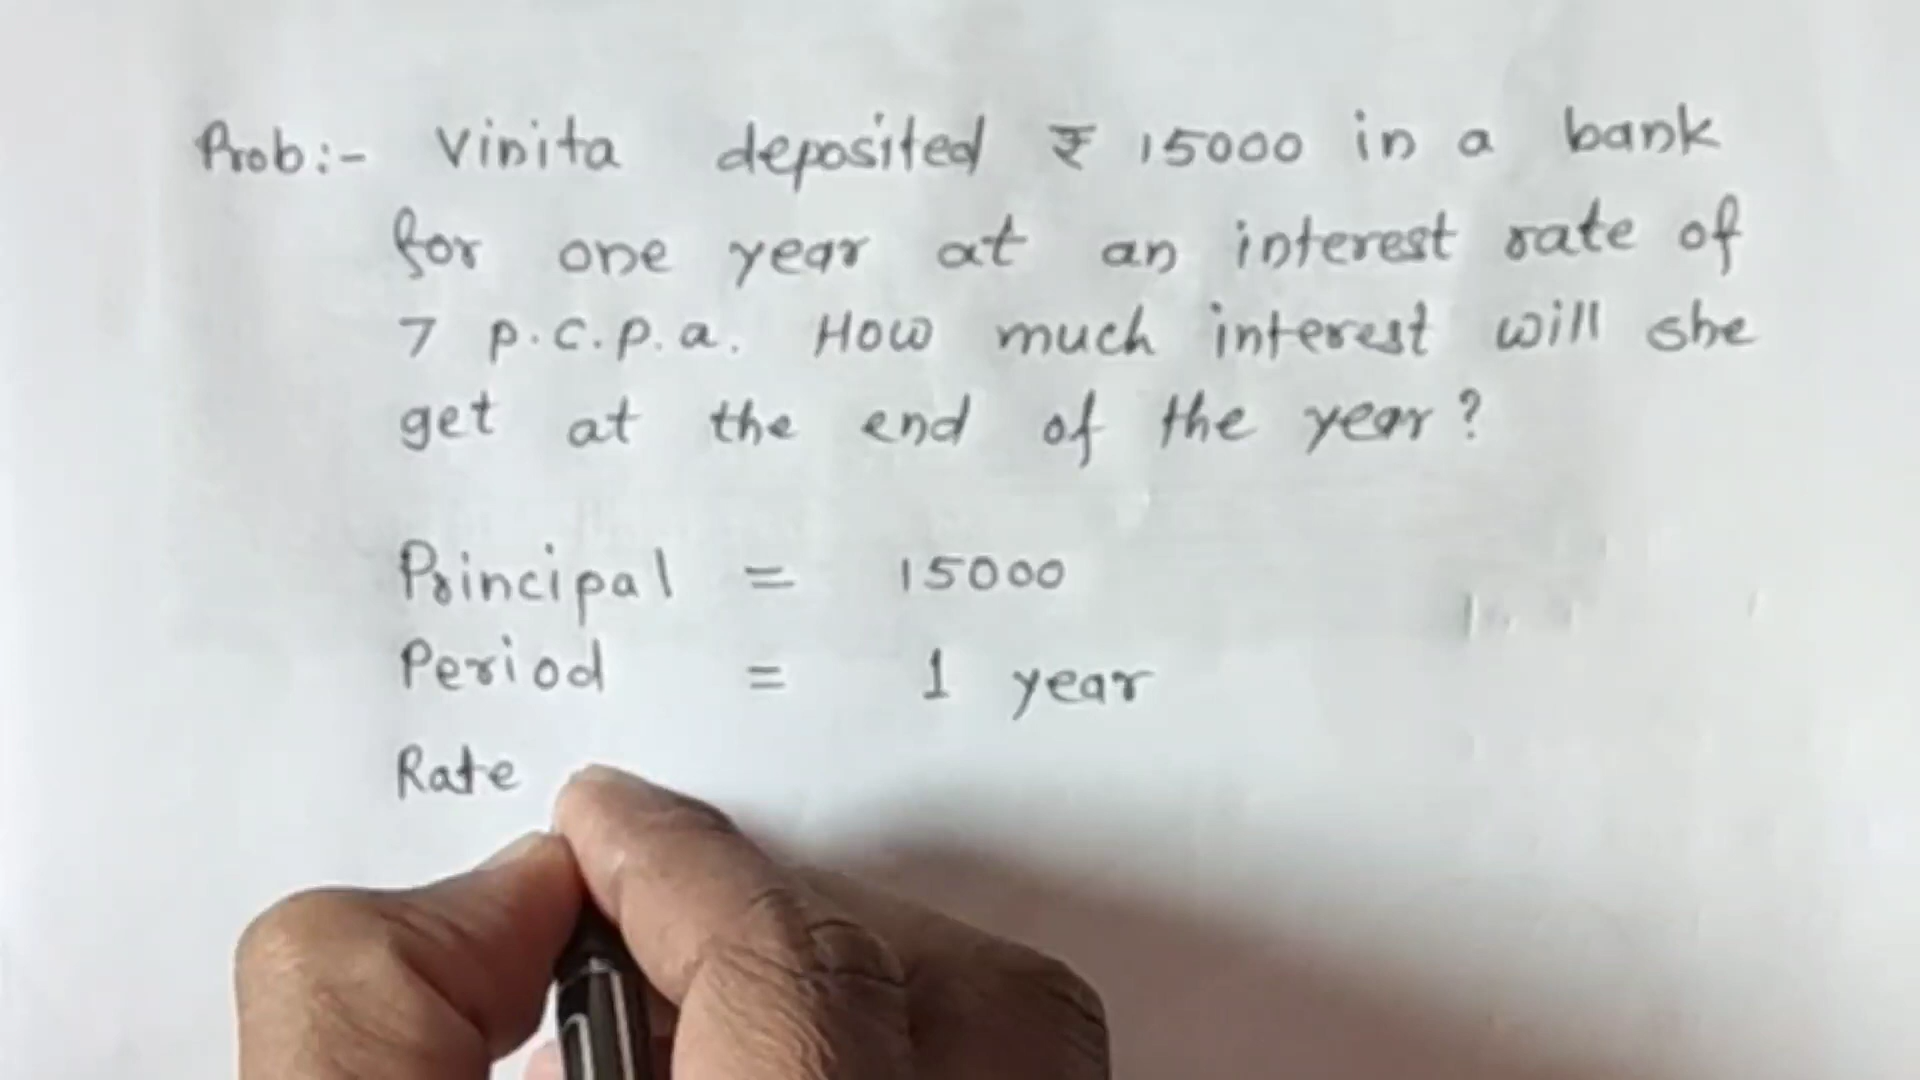 Prob:- Vinita deposited ₹ 15000 in a bank
for one year at an interest rate of
7 p.c.p.a. How much interest will she
get at the end of the year?
Principal = 15000
Period = 1 year
Rate